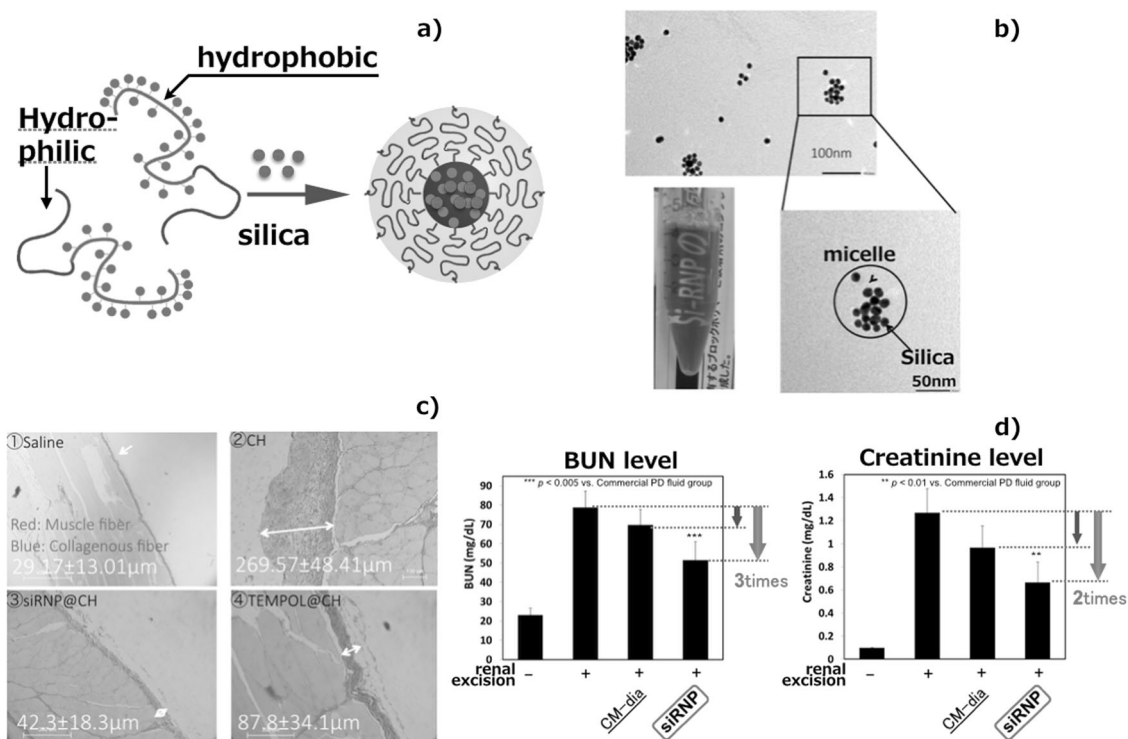 a)
hydrophobic
Hydro-
philic
silica
b)
100nm
Si-RNP
micelle
Silica
50nm
c)
①Saline
Red: Muscle fiber
Blue: Collagenous fiber
29.17±13.01μm
②CH
269.57±48.41μm
③siRNP@CH
42.3±18.3μm
④TEMPOL@CH
87.8±34.1μm
d)
BUN level
*** p < 0.005 vs. Commercial PD fluid group
BUN (mg/dL)
90
80
70
60
50
40
30
20
10
0
***
3times
renal
excision
− + + +
CM-dia
siRNP
Creatinine level
** p < 0.01 vs. Commercial PD fluid group
Creatinine (mg/dL)
1.6
1.4
1.2
1
0.8
0.6
0.4
0.2
0
**
2times
renal
excision
− + + +
CM-dia
siRNP